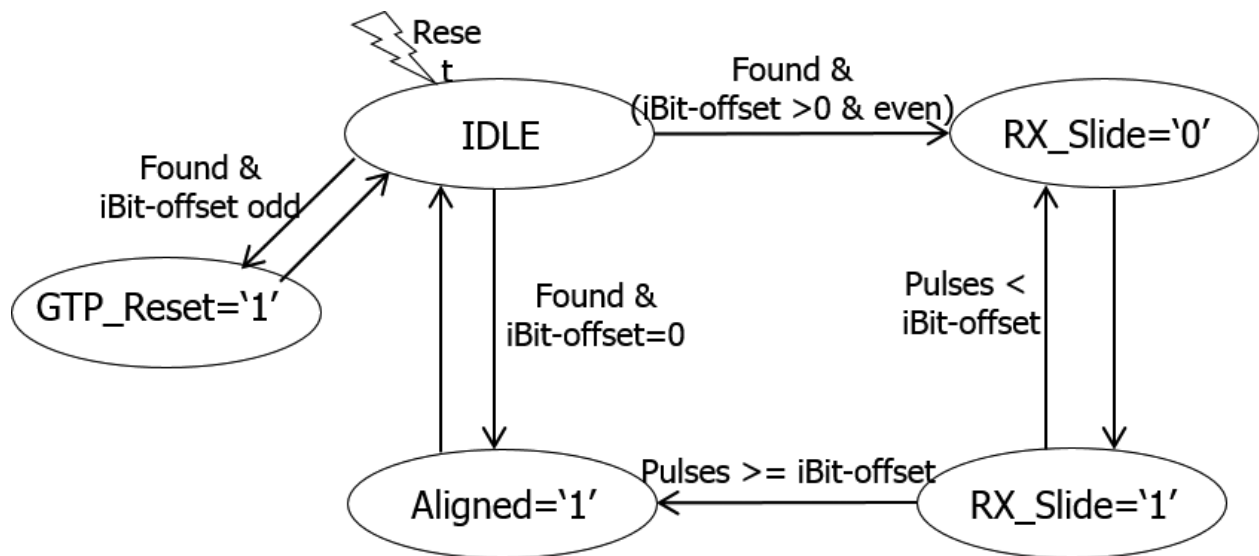 Rese
t
IDLE
Found &
(iBit-offset >0 & even)
RX_Slide=‘0’
Found &
iBit-offset odd
GTP_Reset=‘1’
Found &
iBit-offset=0
Pulses <
iBit-offset
Aligned=‘1’
Pulses >= iBit-offset
RX_Slide=‘1’